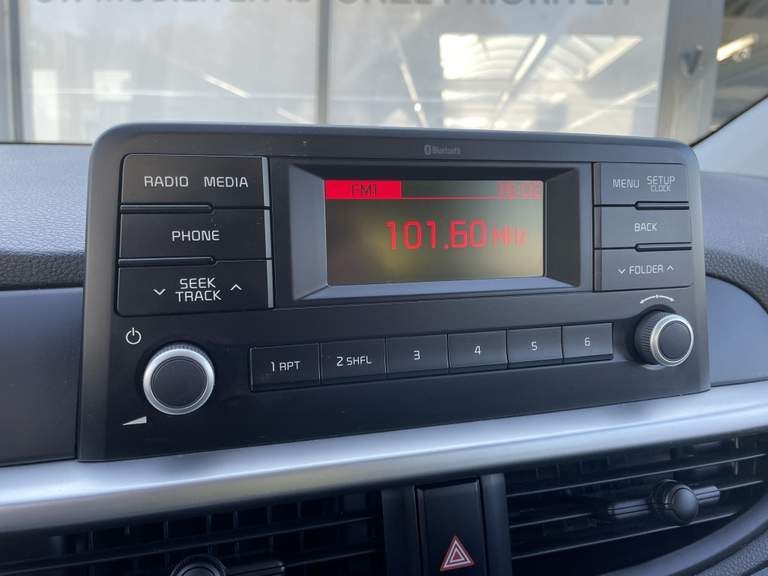 Bluetooth
RADIO MEDIA
PHONE
SEEK
TRACK
FM1
101.60 MHz
MENU SETUP
CLOCK
BACK
FOLDER
1 RPT
2 SHFL
3
4
5
6